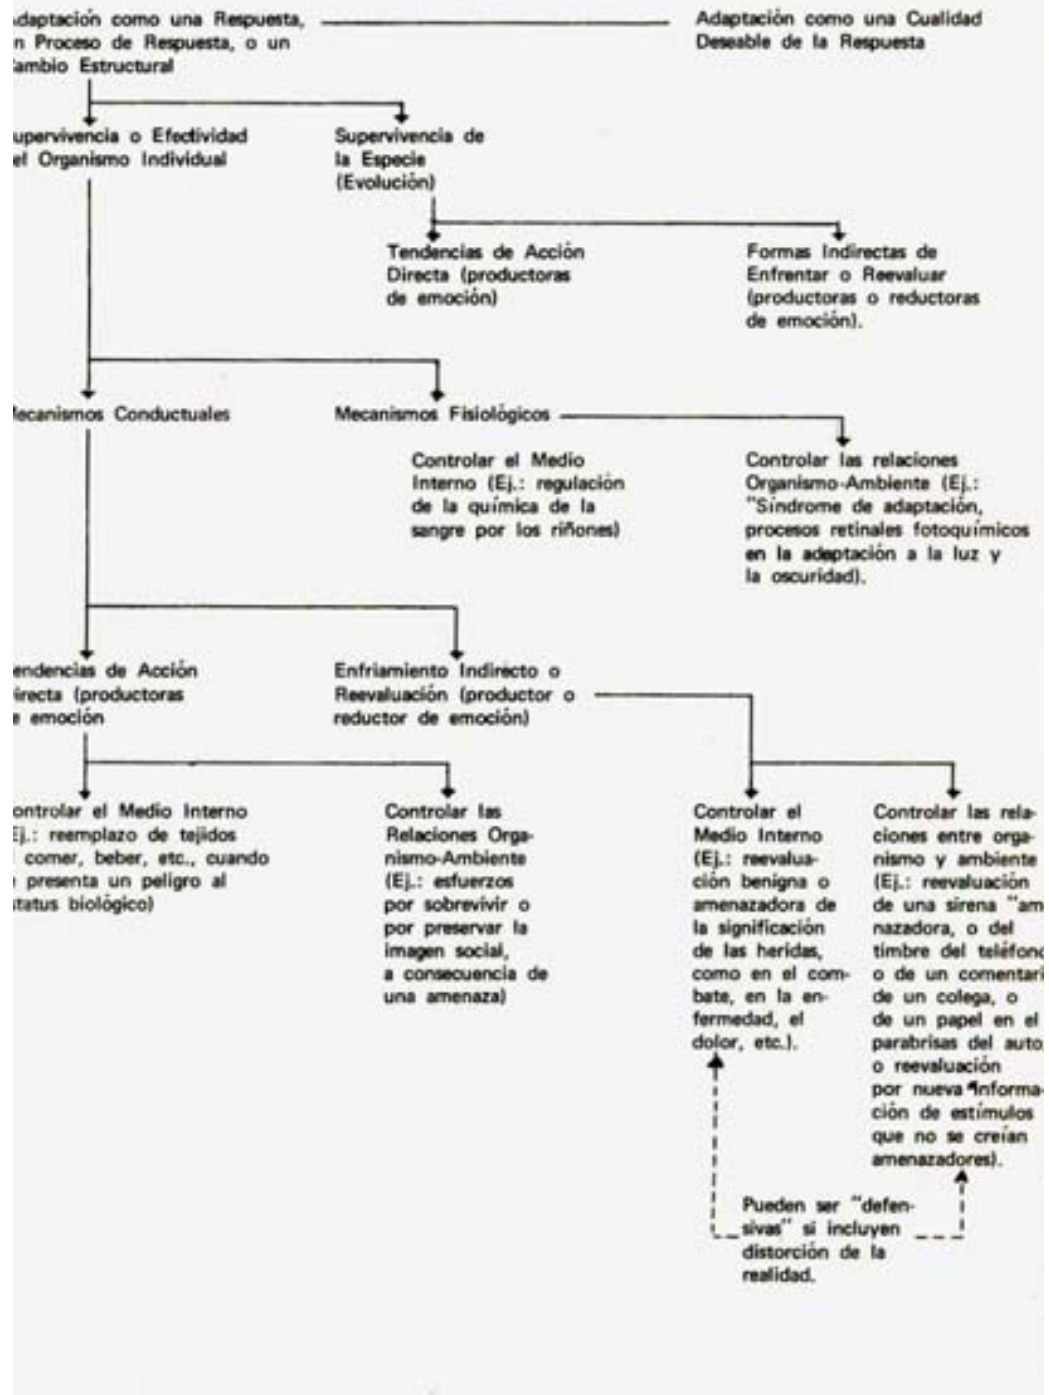 daptación como una Respuesta,
n Proceso de Respuesta, o un
ambio Estructural
Adaptación como una Cualidad
Deseable de la Respuesta
upervivencia o Efectividad
el Organismo Individual
Supervivencia de
la Especie
(Evolución)
Tendencias de Acción
Directa (productoras
de emoción)
Formas Indirectas de
Enfrentar o Reevaluar
(productoras o reductoras
de emoción).
ecanismos Conductuales
Mecanismos Fisiológicos
Controlar el Medio
Interno (Ej.: regulación
de la química de la
sangre por los riñones)
Controlar las relaciones
Organismo-Ambiente (Ej.:
"Síndrome de adaptación,
procesos retinales fotoquímicos
en la adeptación a la luz y
la oscuridad).
endencias de Acción
irecta (productoras
e emoción
Enfriamiento Indirecto o
Reevaluación (productor o
reductor de emoción)
ontrolar el Medio Interno
Ej.: reemplazo de tejidos
l comer, beber, etc., cuando
e presenta un peligro al
status biológico)
Controlar las
Relaciones Orga-
nismo-Ambiente
(Ej.: esfuerzos
por sobrevivir o
por preservar la
imagen social,
a consecuencia de
una amenaza)
Controlar el
Medio Interno
(Ej.: reevalua-
ción benigna o
amenazadora de
la significación
de las heridas,
como en el com-
bate, en la en-
fermedad, el
dolor, etc.).
Controlar las rela-
ciones entre orga-
nismo y ambiente
(Ej.: reevaluación
de una sirena "am
nazadora, o del
timbre del teléfono
o de un comentari
de un colega, o
de un papel en el
parabrisas del auto,
o reevaluación
por nueva informa-
ción de estímulos
que no se creían
amenazadores).
Pueden ser "defen-
sivas" si incluyen
distorción de la
realidad.